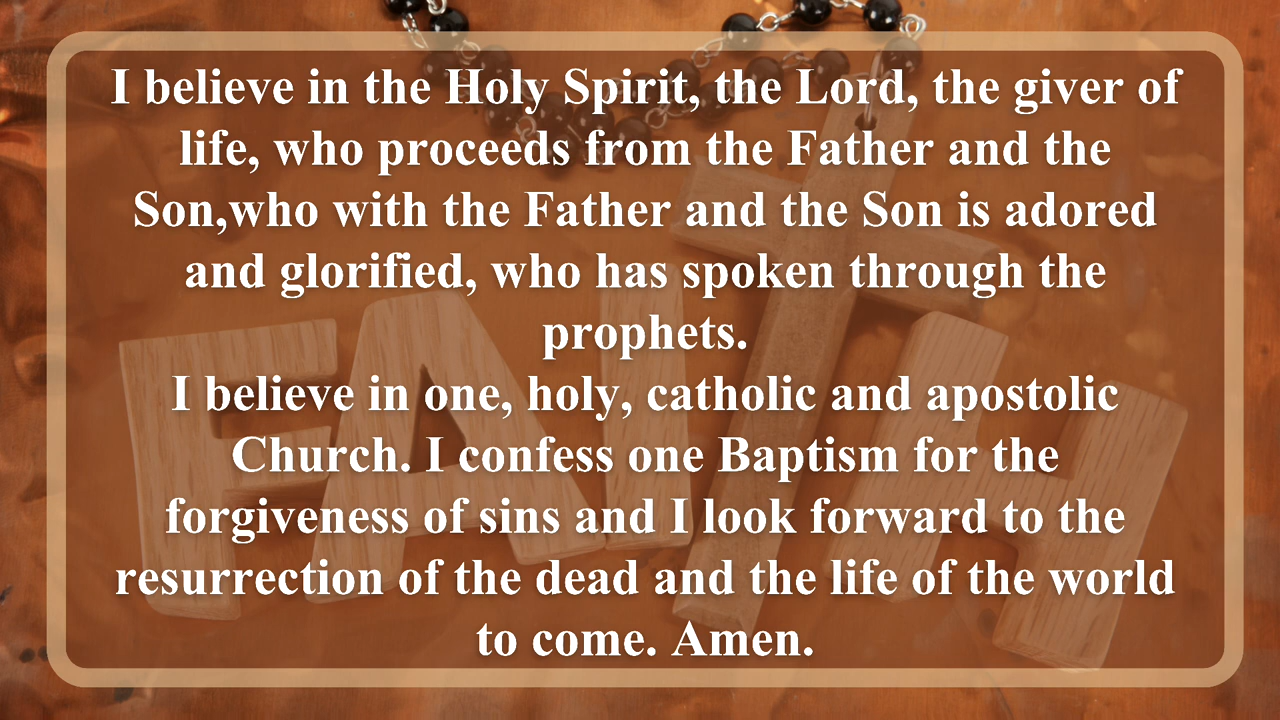 I believe in the Holy Spirit, the Lord, the giver of
life, who proceeds from the Father and the
Son,who with the Father and the Son is adored
and glorified, who has spoken through the
prophets.
I believe in one, holy, catholic and apostolic
Church. I confess one Baptism for the
forgiveness of sins and I look forward to the
resurrection of the dead and the life of the world
to come. Amen.
FAITH